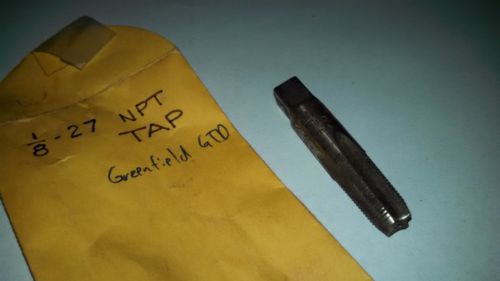 1/8-27 NPT
TAP
Greenfield GTD